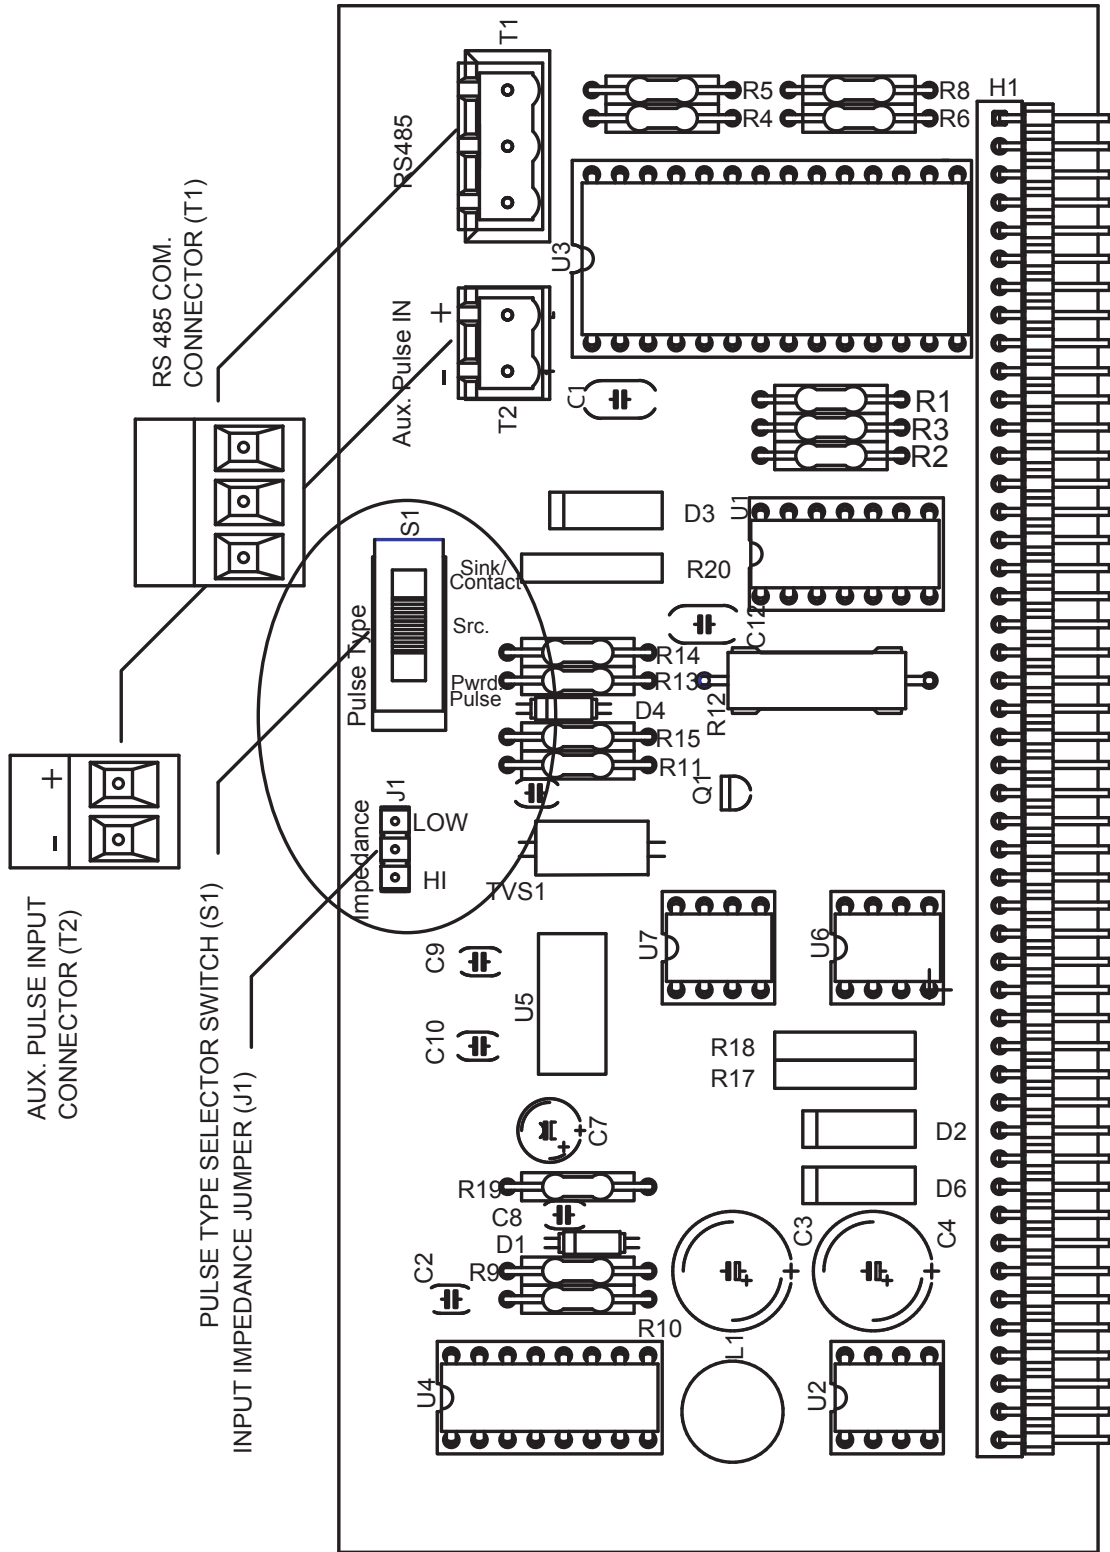 RS 485 COM.
CONNECTOR (T1)
AUX. PULSE INPUT
CONNECTOR (T2)
PULSE TYPE SELECTOR SWITCH (S1)
INPUT IMPEDANCE JUMPER (J1)
+
-
T1
RS485
Aux. Pulse IN
+
-
T2
R5
R4
R8
R6
H1
U3
C1
R1
R3
R2
S1
Pulse Type
Sink/
Contact
Src.
Pwrd.
Pulse
D3
R20
U1
C12
R14
R13
D4
R15
R11
R12
Q1
J1
Impedance
LOW
HI
TVS1
C9
C10
U5
U7
U6
R18
R17
C7
D2
D6
R19
C8
D1
C2
R9
R10
C3
C4
U4
L1
U2